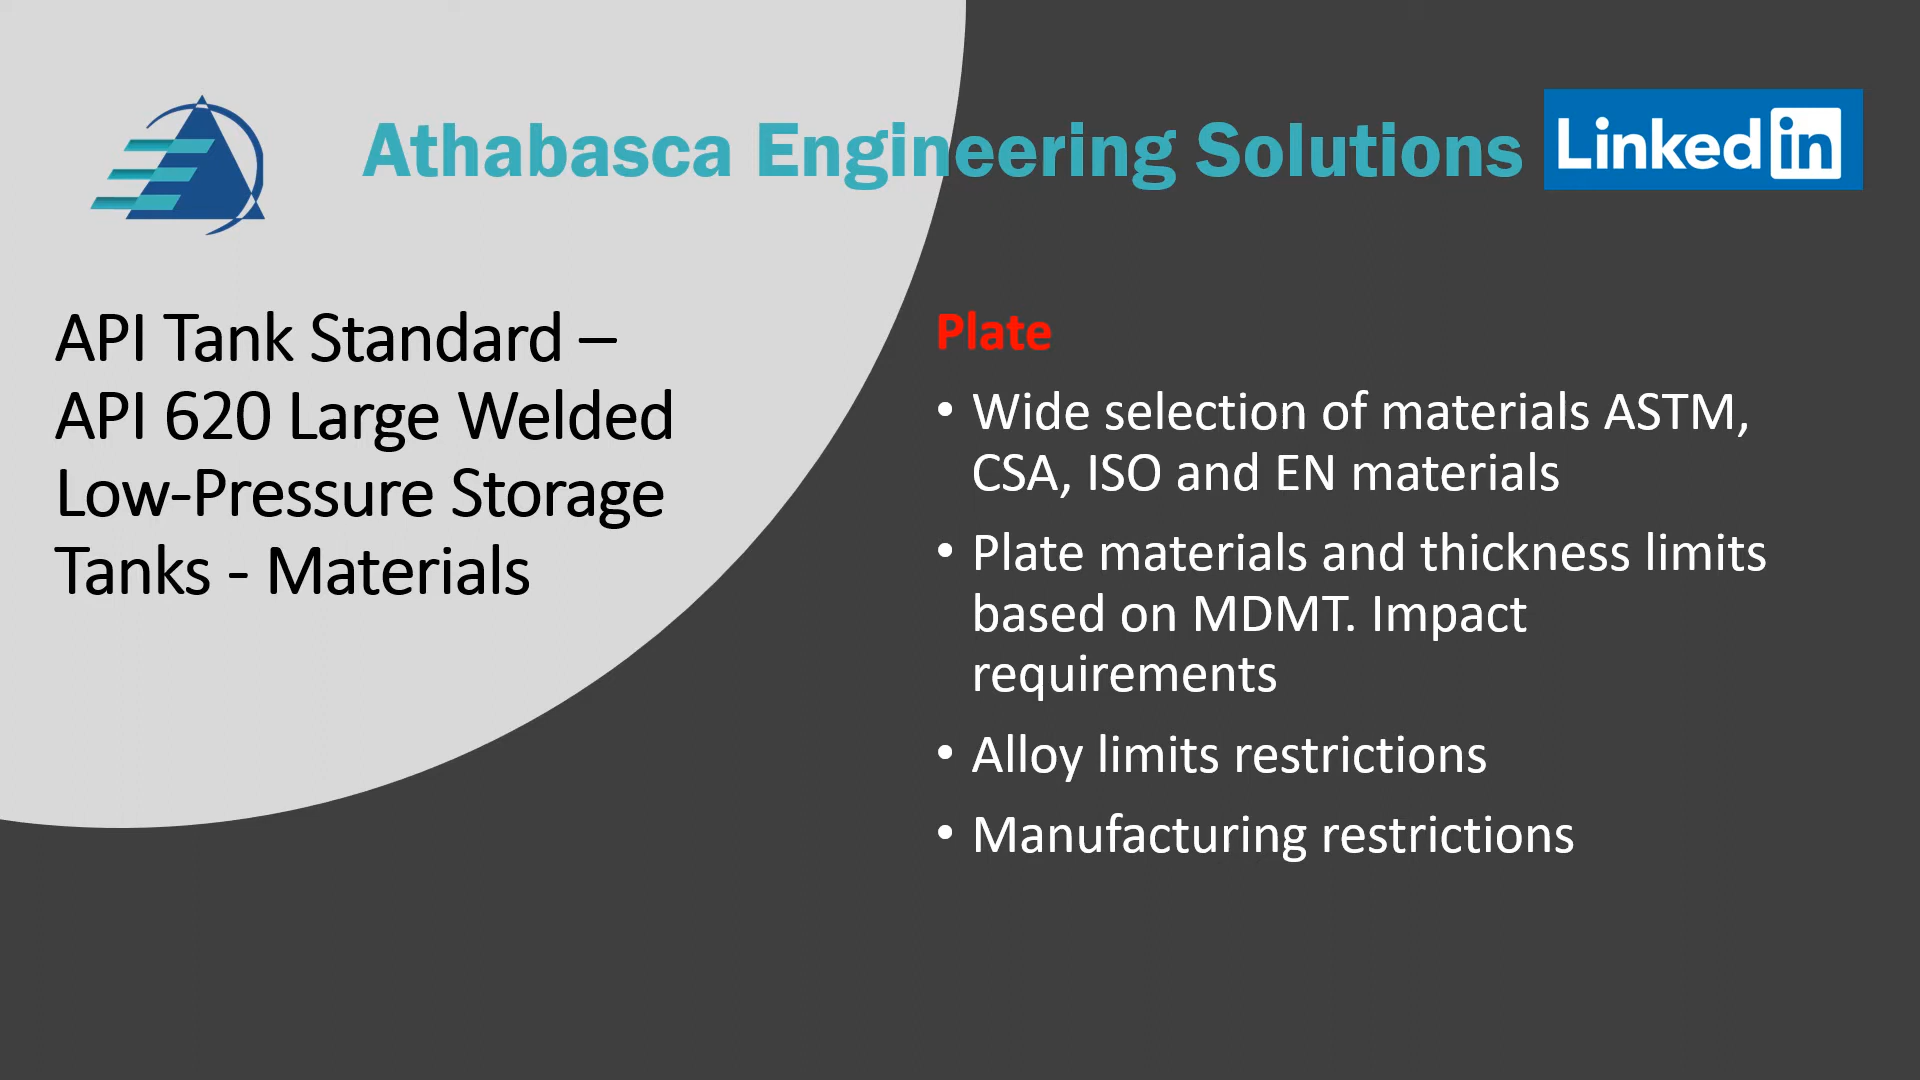 Athabasca Engineering Solutions
Linked in
API Tank Standard –
API 620 Large Welded
Low-Pressure Storage
Tanks - Materials
Plate
• Wide selection of materials ASTM,
CSA, ISO and EN materials
• Plate materials and thickness limits
based on MDMT. Impact
requirements
• Alloy limits restrictions
• Manufacturing restrictions